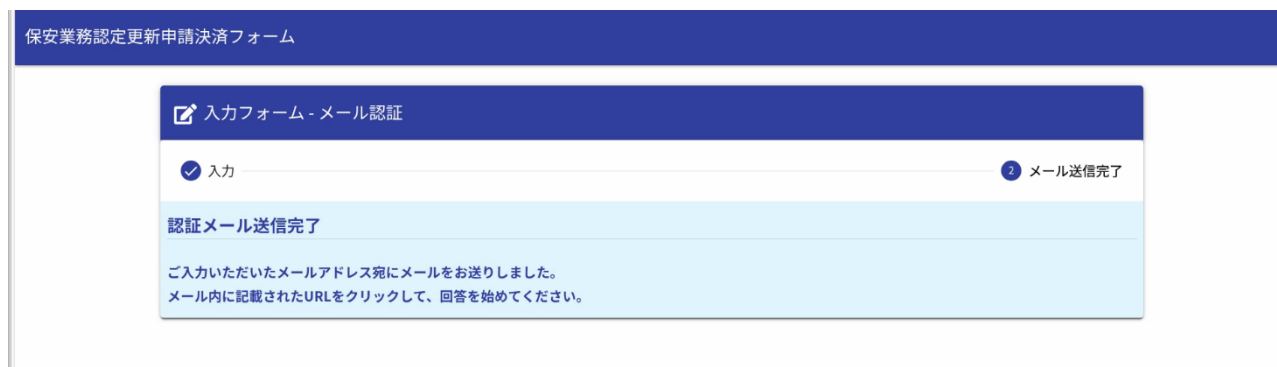 保安業務認定更新申請決済フォーム
入力フォーム - メール認証
入力
2 メール送信完了
認証メール送信完了
ご入力いただいたメールアドレス宛にメールをお送りしました。
メール内に記載されたURLをクリックして、回答を始めてください。